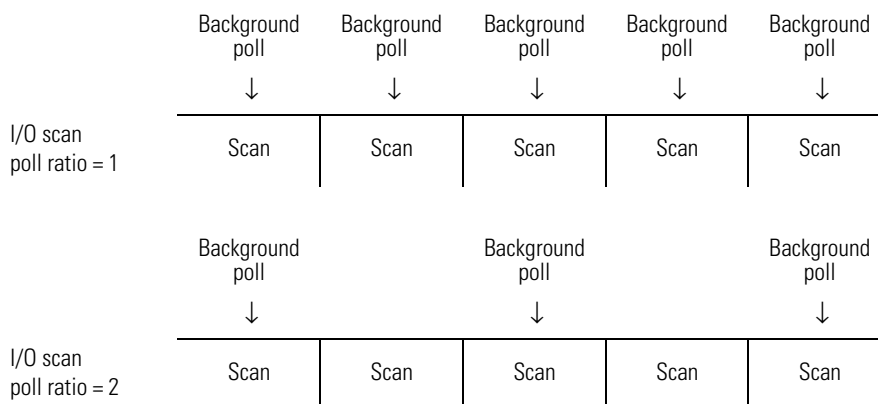 Background Background Background Background Background
poll poll poll poll poll
↓ ↓ ↓ ↓ ↓
I/O scan
poll ratio = 1
Scan Scan Scan Scan Scan
Background Background Background
poll poll poll
↓ ↓ ↓
I/O scan
poll ratio = 2
Scan Scan Scan Scan Scan